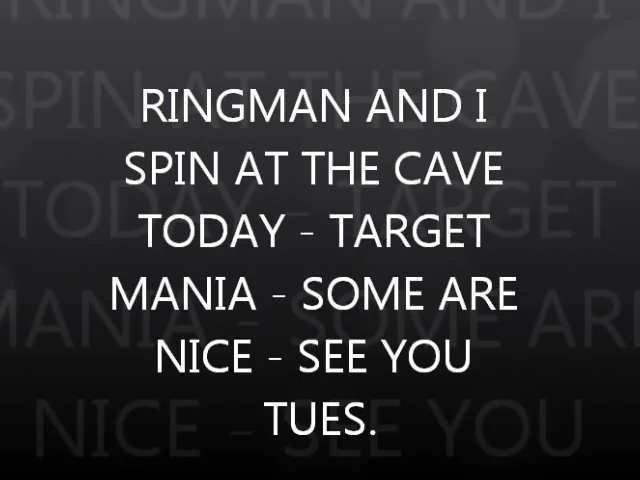 RINGMAN AND I
SPIN AT THE CAVE
TODAY - TARGET
MANIA - SOME ARE
NICE - SEE YOU
TUES.